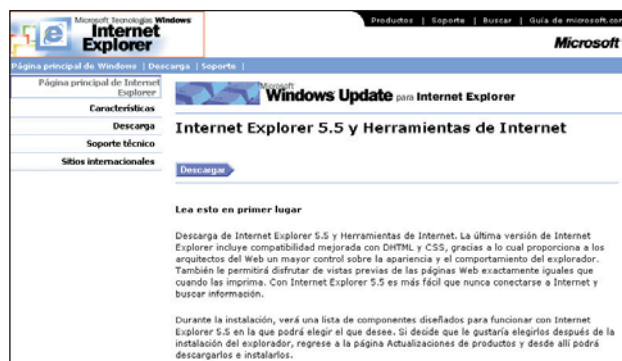 Microsoft Tecnologías Windows
Internet
Explorer
Productos | Soporte | Buscar | Guía de microsoft.com
Microsoft
Página principal de Windows | Descarga | Soporte |
Página principal de Internet
Explorer
Características
Descarga
Soporte técnico
Sitios internacionales
Microsoft
Windows Update para Internet Explorer
Internet Explorer 5.5 y Herramientas de Internet
Descargar
Lea esto en primer lugar
Descarga de Internet Explorer 5.5 y Herramientas de Internet. La última versión de Internet
Explorer incluye compatibilidad mejorada con DHTML y CSS, gracias a lo cual proporciona a los
arquitectos del Web un mayor control sobre la apariencia y el comportamiento del explorador.
También le permitirá disfrutar de vistas previas de las páginas Web exactamente iguales que
cuando las imprima. Con Internet Explorer 5.5 es más fácil que nunca conectarse a Internet y
buscar información.
Durante la instalación, verá una lista de componentes diseñados para funcionar con Internet
Explorer 5.5 en la que podrá elegir el que desee. Si decide que le gustaría elegirlos después de la
instalación del explorador, regrese a la página Actualizaciones de productos y desde allí podrá
descargarlos e instalarlos.